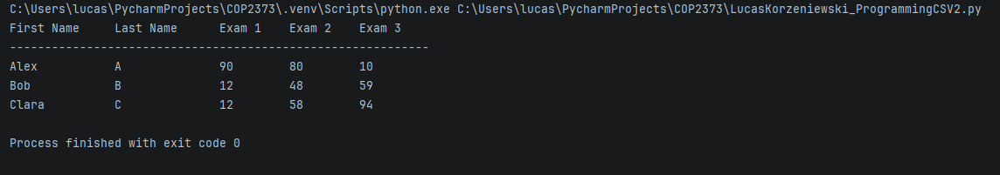 C:\Users\lucas\PycharmProjects\COP2373\.venv\Scripts\python.exe C:\Users\lucas\PycharmProjects\COP2373\LucasKorzeniewski_ProgrammingCSV2.py
First Name     Last Name      Exam 1    Exam 2    Exam 3
------------------------------------------------------------
Alex           A              90        80        10
Bob            B              12        48        59
Clara          C              12        58        94
Process finished with exit code 0